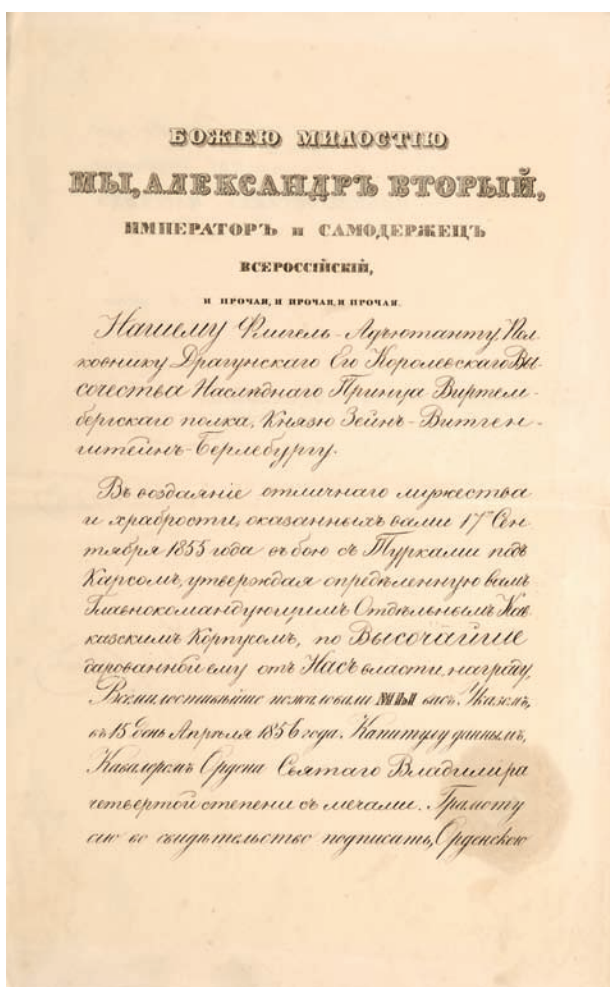 БОЖІЕЮ МИЛОСТІЮ
МЫ, АЛЕКСАНДРЪ ВТОРЫЙ,
ИМПЕРАТОРЪ и САМОДЕРЖЕЦЪ
ВСЕРОССІЙСКІЙ,
И ПРОЧАЯ, И ПРОЧАЯ, И ПРОЧАЯ.
Нашему Флигель-Адъютанту, Пол-
ковнику Драгунскаго Его Королевскаго Вы-
сочества Наслѣднаго Принца Виртем-
бергскаго полка, Князю Зейнъ-Витген-
штейнъ-Берлебургу.
Въ воздаяніе отличнаго мужества
и храбрости, оказанныхъ вами 17го Сен-
тября 1855 года въ бою съ Турками подъ
Карсомъ, утверждая опредѣленную вамъ
Главнокомандующимъ Отдѣльнымъ Кав-
казскимъ Корпусомъ, по Высочайше
дарованной ему отъ Насъ власти, награду,
Всемилостивѣйше пожаловали МЫ васъ, Указомъ,
въ 15 день Апрѣля 1856 года. Капитулу даннымъ,
Кавалеромъ Ордена Святаго Владиміра
четвертой степени съ мечами. Грамоту
сію во свидѣтельство подписать, Орденскою